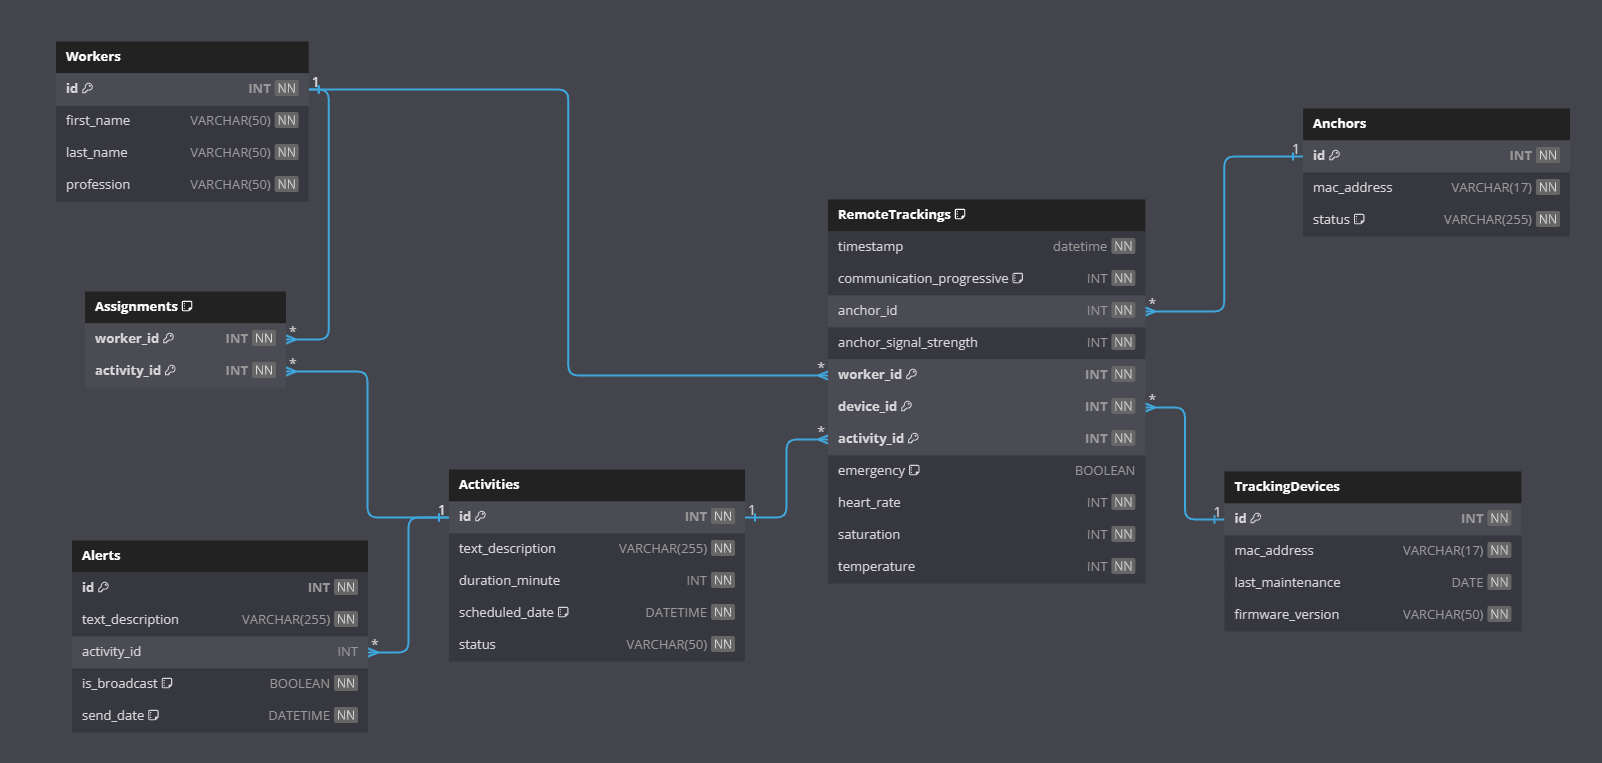 Workers
id INT NN
first_name VARCHAR(50) NN
last_name VARCHAR(50) NN
profession VARCHAR(50) NN
1
Assignments
worker_id INT NN
*
activity_id INT NN
*
Alerts
id INT NN
text_description VARCHAR(255) NN
activity_id INT
*
is_broadcast BOOLEAN NN
send_date DATETIME NN
Activities
1
id INT NN
1
text_description VARCHAR(255) NN
duration_minute INT NN
scheduled_date DATETIME NN
status VARCHAR(50) NN
RemoteTrackings
timestamp datetime NN
communication_progressive INT NN
anchor_id INT NN
*
anchor_signal_strength INT NN
*
worker_id INT NN
device_id INT NN
*
*
activity_id INT NN
emergency BOOLEAN
heart_rate INT NN
saturation INT NN
temperature INT NN
Anchors
1
id INT NN
mac_address VARCHAR(17) NN
status VARCHAR(255) NN
TrackingDevices
1
id INT NN
mac_address VARCHAR(17) NN
last_maintenance DATE NN
firmware_version VARCHAR(50) NN